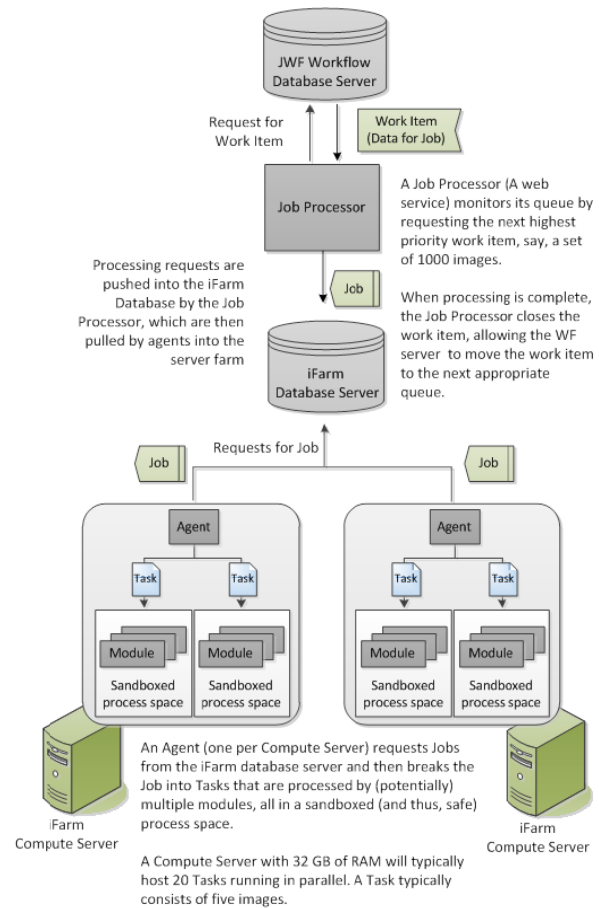 JWF Workflow
Database Server
Request for
Work Item
Work Item
(Data for Job)
Job Processor
A Job Processor (A web
service) monitors its queue by
requesting the next highest
priority work item, say, a set
of 1000 images.
Processing requests are
pushed into the iFarm
Database by the Job
Processor, which are then
pulled by agents into the
server farm
Job
When processing is complete,
the Job Processor closes the
work item, allowing the WF
server to move the work item
to the next appropriate
queue.
iFarm
Database Server
Requests for Job
Job
Job
Agent
Agent
Task
Task
Task
Task
Module
Module
Module
Module
Sandboxed
process space
Sandboxed
process space
Sandboxed
process space
Sandboxed
process space
An Agent (one per Compute Server) requests Jobs
from the iFarm database server and then breaks the
Job into Tasks that are processed by (potentially)
multiple modules, all in a sandboxed (and thus, safe)
process space.
iFarm
Compute Server
iFarm
Compute Server
A Compute Server with 32 GB of RAM will typically
host 20 Tasks running in parallel. A Task typically
consists of five images.